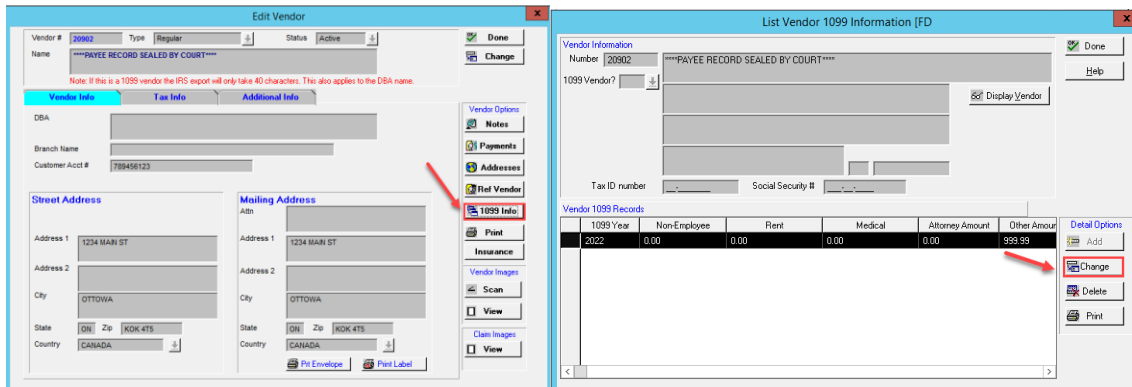 Edit Vendor
x
Vendor # 20902 Type Regular Status Active
Name ****PAYEE RECORD SEALED BY COURT****
Note: If this is a 1099 vendor the IRS export will only take 40 characters. This also applies to the DBA name.
Done
Change
Vendor Info Tax Info Additional Info
DBA
Branch Name
Customer Acct # 789456123
Vendor Options
Notes
Payments
Addresses
Ref Vendor
1099 Info
Print
Insurance
Vendor Images
Scan
View
Claim Images
View
Street Address
Address 1 1234 MAIN ST
Address 2
City OTTOWA
State ON Zip KOK 4T5
Country CANADA
Mailing Address
Attn
Address 1 1234 MAIN ST
Address 2
City OTTOWA
State ON Zip KOK 4T5
Country CANADA
Prt Envelope Print Label
List Vendor 1099 Information [FD
x
Vendor Information
Number 20902 ****PAYEE RECORD SEALED BY COURT****
1099 Vendor?
Done
Help
Display Vendor
Tax ID number __-_______ Social Security # ___-__-____
Vendor 1099 Records
1099 Year Non-Employee Rent Medical Attorney Amount Other Amour
2022 0.00 0.00 0.00 0.00 999.99
Detail Options
Add
Change
Delete
Print